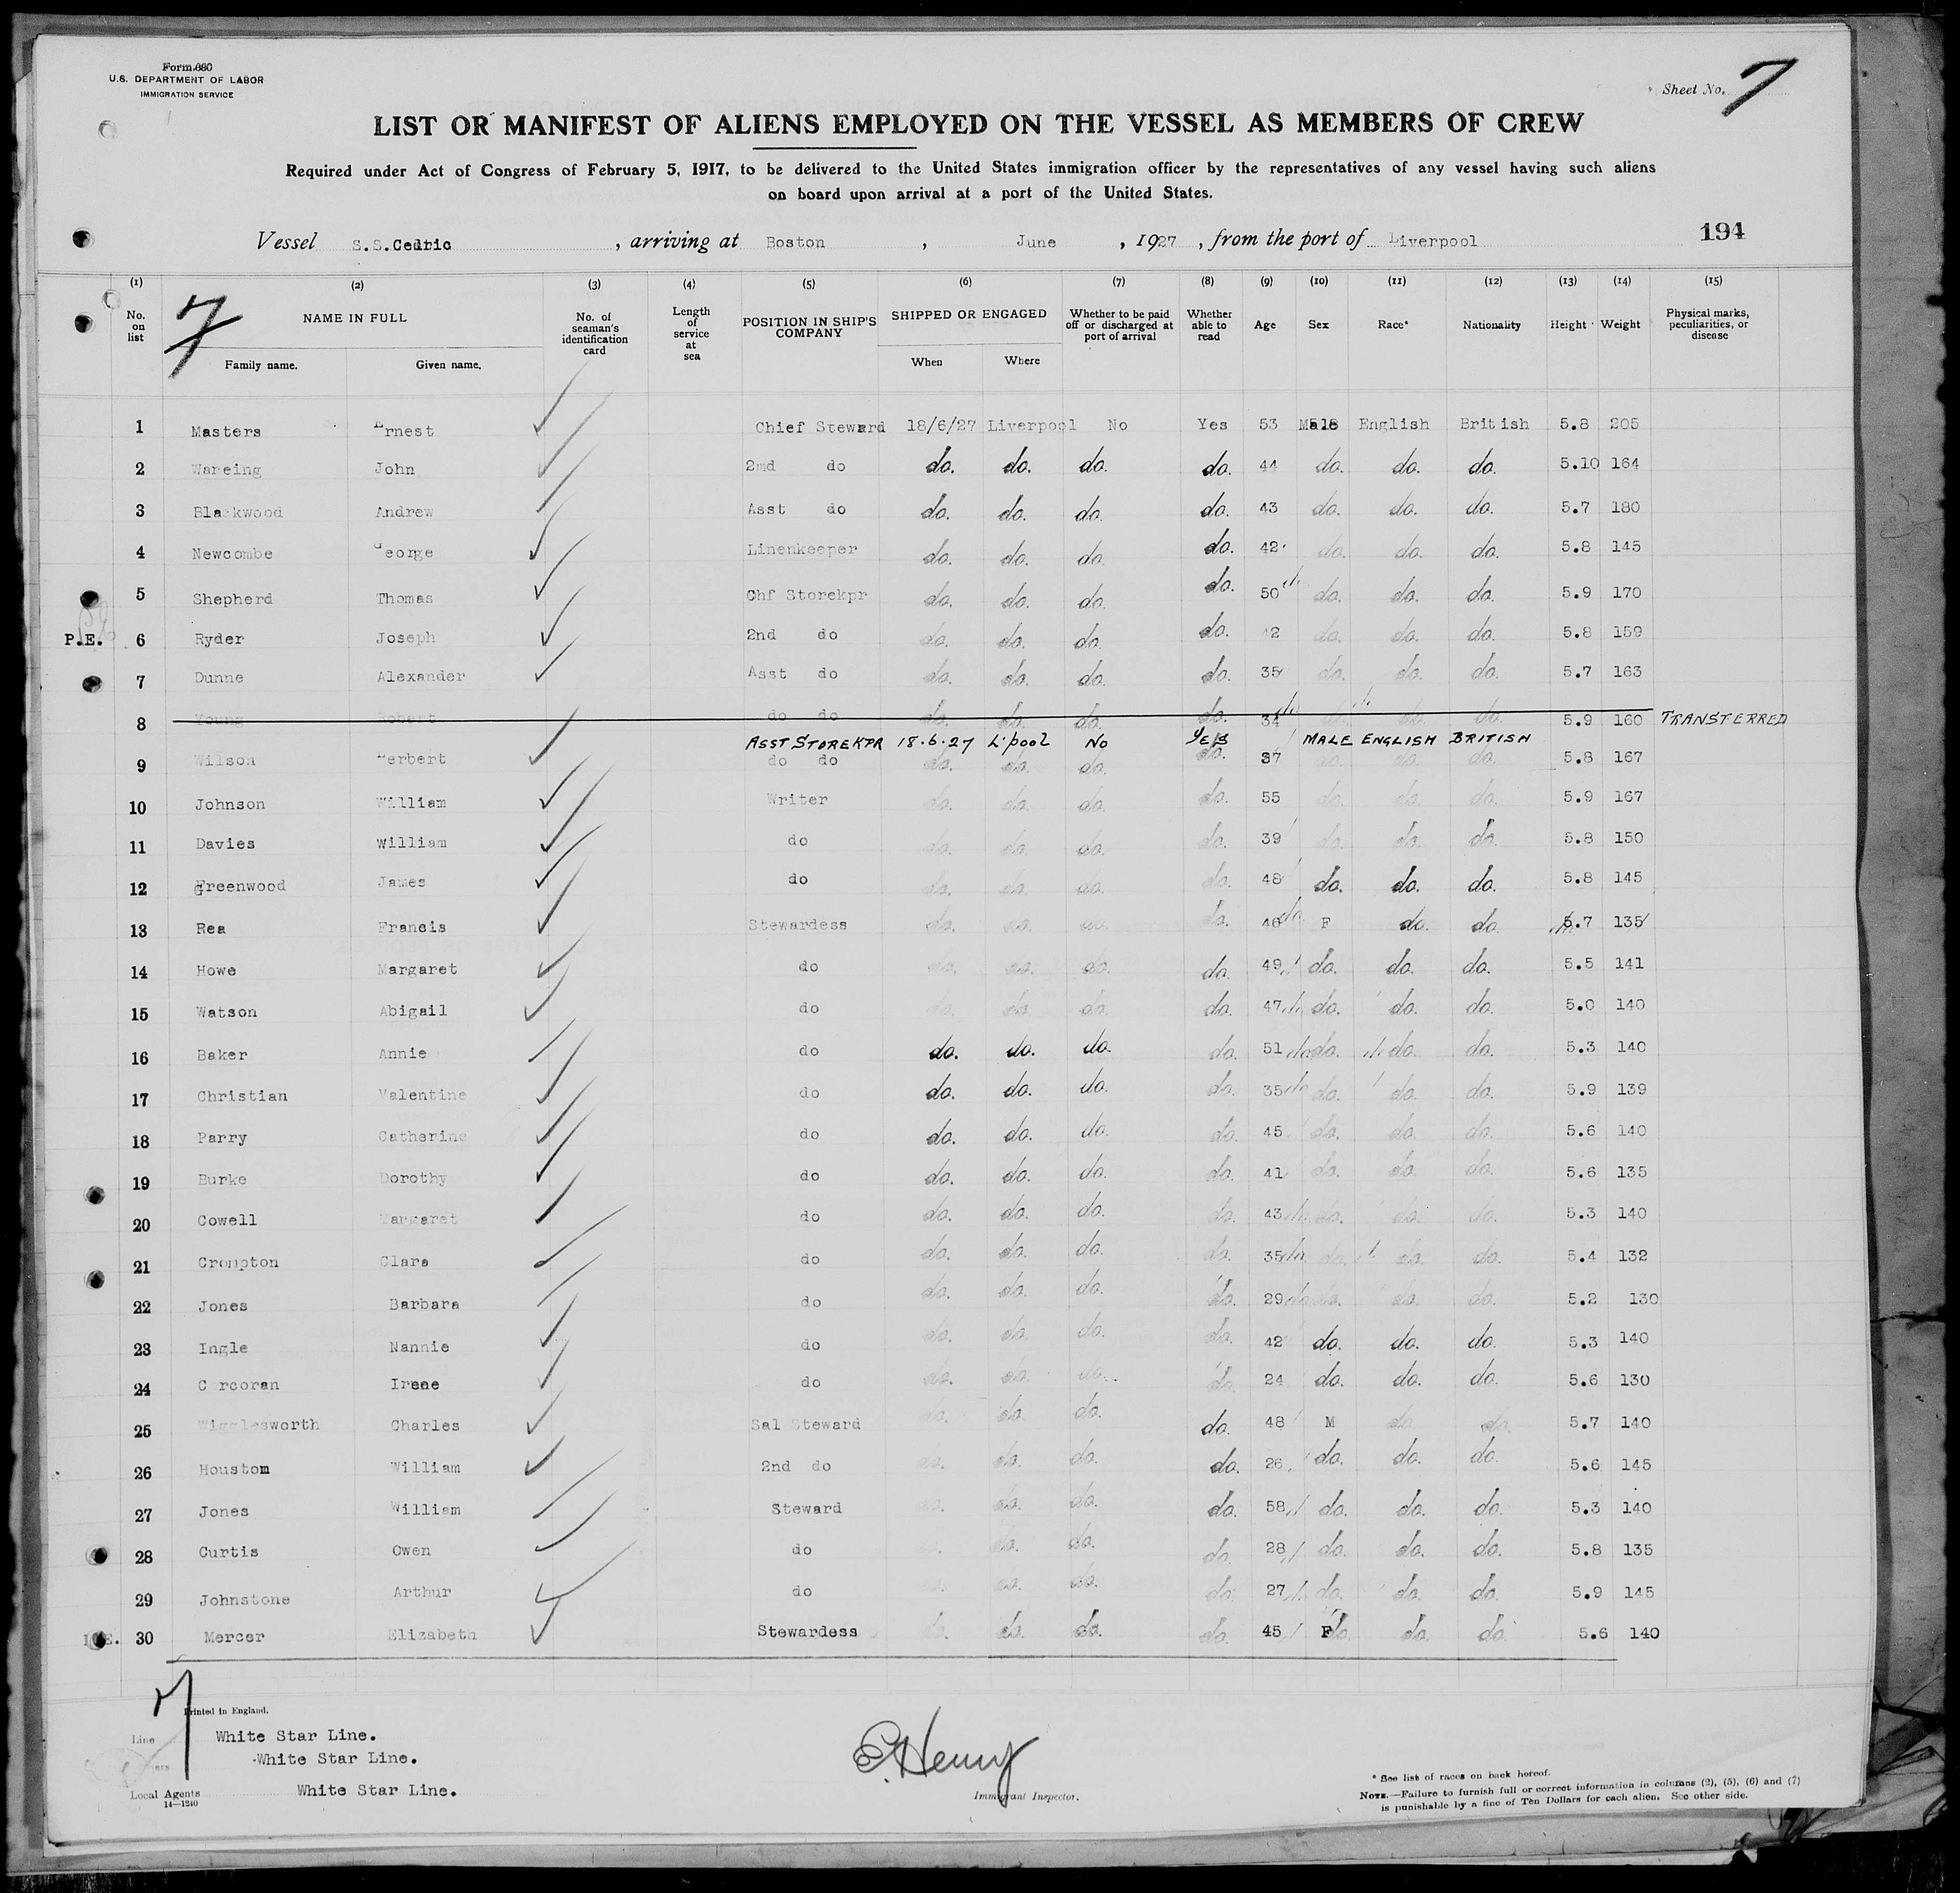 Form 680
U.S. DEPARTMENT OF LABOR
IMMIGRATION SERVICE
Sheet No. 7
LIST OR MANIFEST OF ALIENS EMPLOYED ON THE VESSEL AS MEMBERS OF CREW
Required under Act of Congress of February 5, 1917, to be delivered to the United States immigration officer by the representatives of any vessel having such aliens
on board upon arrival at a port of the United States.
Vessel S.S.Cedric, arriving at Boston, June, 1927, from the port of Liverpool 194
(1) (2) (3) (4) (5) (6) (7) (8) (9) (10) (11) (12) (13) (14) (15)
7
No. on list NAME IN FULL No. of seaman's identification card Length of service at sea POSITION IN SHIP'S COMPANY SHIPPED OR ENGAGED Whether to be paid off or discharged at port of arrival Whether able to read Age Sex Race* Nationality Height Weight Physical marks, peculiarities, or disease
Family name. Given name. When Where
1 Masters Ernest Chief Steward 18/6/27 Liverpool No Yes 53 Male English British 5.8 205
2 Wareing John 2md do do. do. do. do. 44 do. do. do. 5.10 164
3 Blackwood Andrew Asst do do. do. do. do. 43 do. do. do. 5.7 180
4 Newcombe George Linenkeeper do. do. do. do. 42 do. do. do. 5.8 145
5 Shepherd Thomas Chf Storekpr do. do. do. do. 50 do. do. do. 5.9 170
P.E. 6 Ryder Joseph 2nd do do. do. do. do. 42 do. do. do. 5.8 159
7 Dunne Alexander Asst do do. do. do. do. 35 do. do. do. 5.7 163
8 Young Robert do do do. do. do. do. 34 do. do. do. 5.9 160 TRANSFERRED
ASST STOREKPR 18.6.27 L'pool No YES MALE ENGLISH BRITISH
9 Wilson Herbert do do do. do. do. do. 37 do. do. do. 5.8 167
10 Johnson William Writer do. do. do. do. 55 do. do. do. 5.9 167
11 Davies William do do. do. do. do. 39 do. do. do. 5.8 150
12 Greenwood James do do. do. do. do. 48 do. do. do. 5.8 145
13 Rea Francis Stewardess do. do. do. do. 46 F do. do. 5.7 135
14 Howe Margaret do do. do. do. do. 49 do. do. do. 5.5 141
15 Watson Abigail do do. do. do. do. 47 do. do. do. 5.0 140
16 Baker Annie do do. do. do. do. 51 do. do. do. 5.3 140
17 Christian Valentine do do. do. do. do. 35 do. do. do. 5.9 139
18 Parry Catherine do do. do. do. do. 45 do. do. do. 5.6 140
19 Burke Dorothy do do. do. do. do. 41 do. do. do. 5.6 135
20 Cowell Margaret do do. do. do. do. 43 do. do. do. 5.3 140
21 Crompton Clara do do. do. do. do. 35 do. do. do. 5.4 132
22 Jones Barbara do do. do. do. do. 29 do. do. do. 5.2 130
23 Ingle Nannie do do. do. do. do. 42 do. do. do. 5.3 140
24 C rcoran Irene do do. do. do. do. 24 do. do. do. 5.6 130
25 Wigglesworth Charles Sal Steward do. do. do. do. 48 M do. do. 5.7 140
26 Houston William 2nd do do. do. do. do. 26 do. do. do. 5.6 145
27 Jones William Steward do. do. do. do. 58 do. do. do. 5.3 140
28 Curtis Owen do do. do. do. do. 28 do. do. do. 5.8 135
29 Johnstone Arthur do do. do. do. do. 27 do. do. do. 5.9 145
30 Mercer Elizabeth Stewardess do. do. do. do. 45 F do. do. do. 5.6 140
7
Printed in England.
Line White Star Line.
White Star Line.
Local Agents White Star Line.
14—1240
Henry
Immigrant Inspector.
* See list of races on back hereof.
NOTE.—Failure to furnish full or correct information in columns (2), (5), (6) and (7)
is punishable by a fine of Ten Dollars for each alien. See other side.